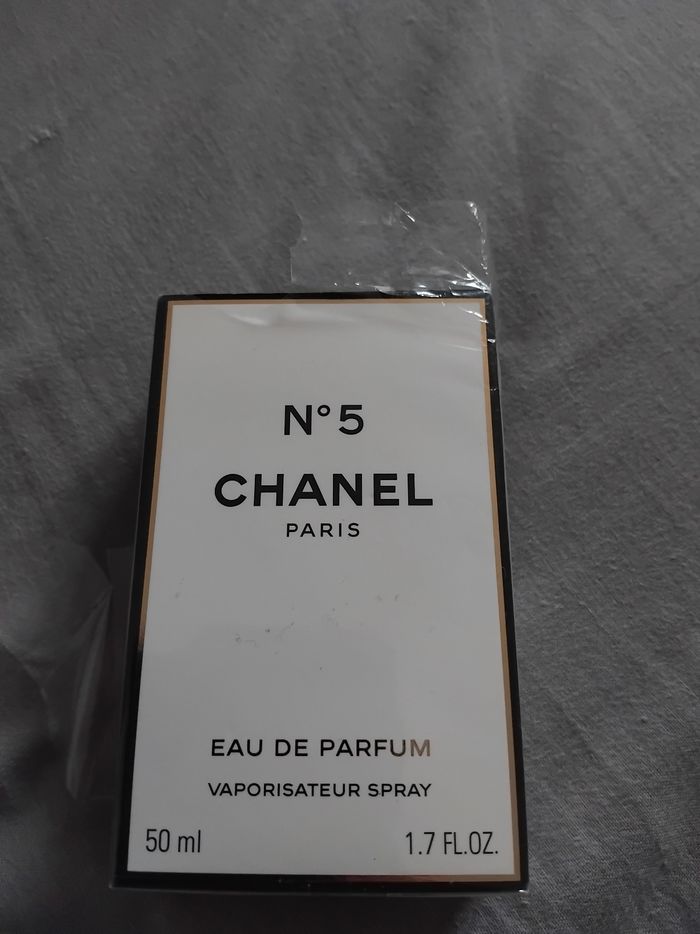 N°5
CHANEL
PARIS
EAU DE PARFUM
VAPORISATEUR SPRAY
50 ml 1.7 FL.OZ.